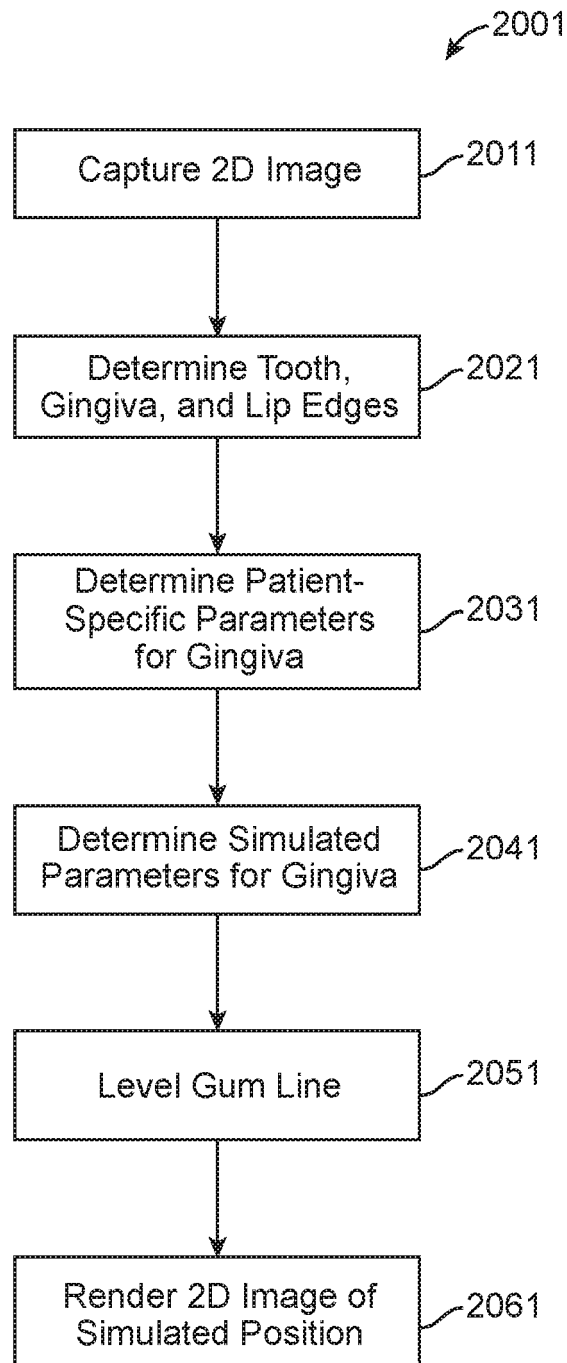 2001
Capture 2D Image
2011
Determine Tooth,
Gingiva, and Lip Edges
2021
Determine Patient-
Specific Parameters
for Gingiva
2031
Determine Simulated
Parameters for Gingiva
2041
Level Gum Line
2051
Render 2D Image of
Simulated Position
2061